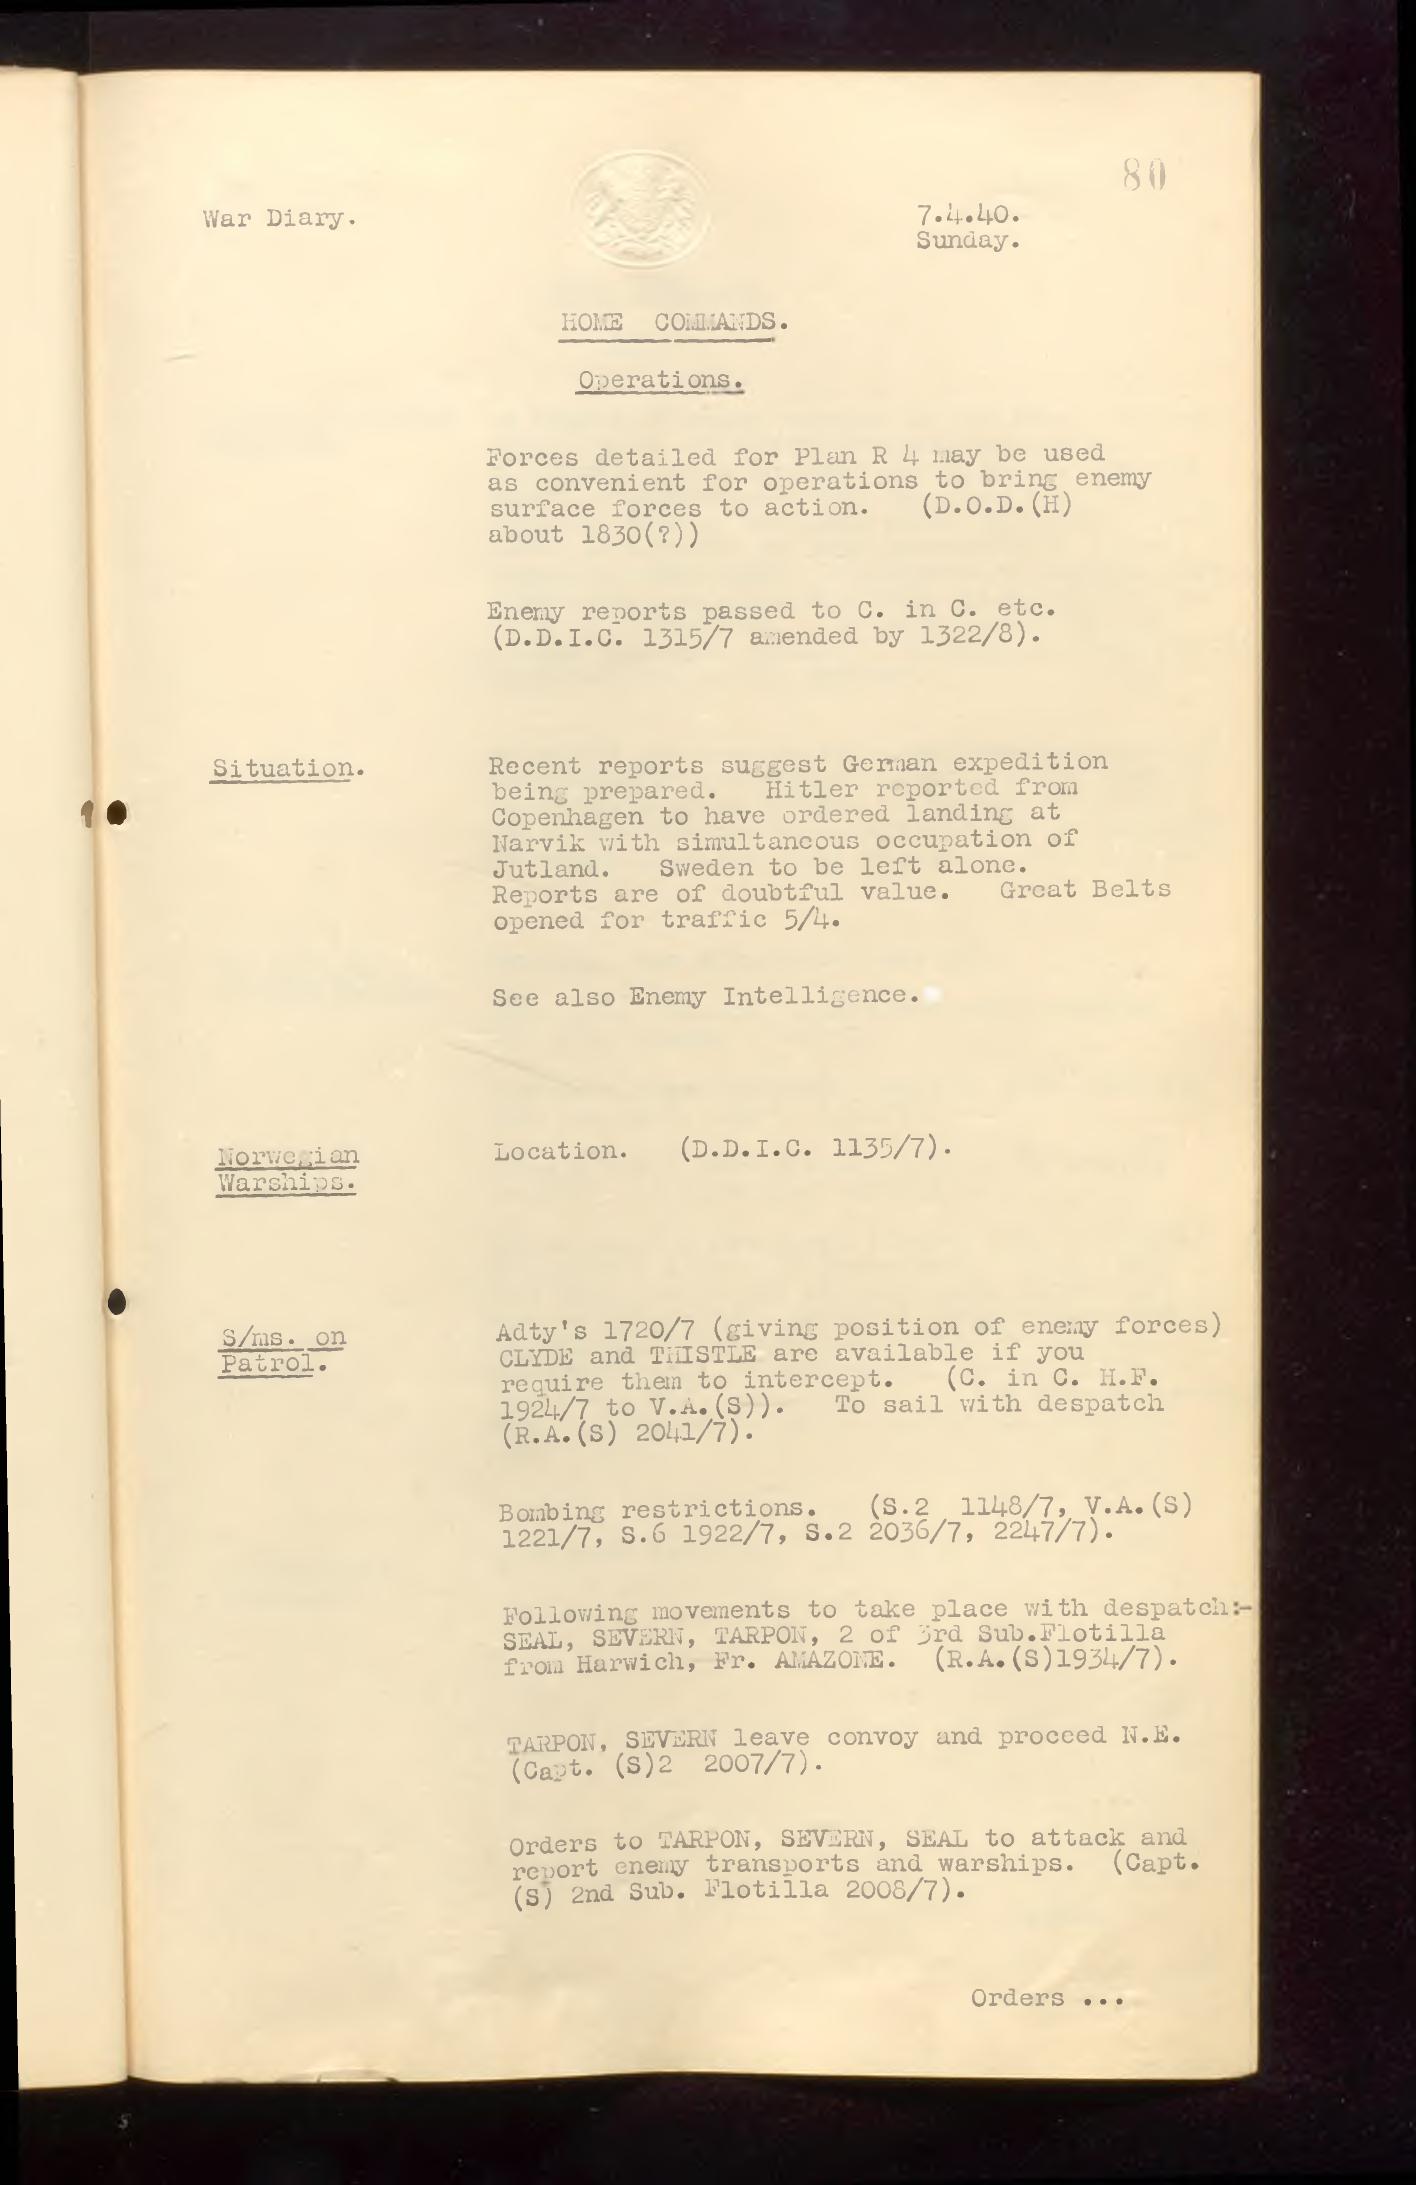 80
War Diary.
7.4.40.
Sunday.
HOME COMMANDS.
Operations.
Forces detailed for Plan R 4 may be used
as convenient for operations to bring enemy
surface forces to action. (D.O.D.(H)
about 1830(?))
Enemy reports passed to C. in C. etc.
(D.D.I.C. 1315/7 amended by 1322/8).
Situation.
Recent reports suggest German expedition
being prepared. Hitler reported from
Copenhagen to have ordered landing at
Narvik with simultaneous occupation of
Jutland. Sweden to be left alone.
Reports are of doubtful value. Great Belts
opened for traffic 5/4.
See also Enemy Intelligence.
Norwegian
Warships.
Location. (D.D.I.C. 1135/7).
S/ms. on
Patrol.
Adty's 1720/7 (giving position of enemy forces)
CLYDE and THISTLE are available if you
require them to intercept. (C. in C. H.F.
1924/7 to V.A.(S)). To sail with despatch
(R.A.(S) 2041/7).
Bombing restrictions. (S.2 1148/7, V.A.(S)
1221/7, S.6 1922/7, S.2 2036/7, 2247/7).
Following movements to take place with despatch:-
SEAL, SEVERN, TARPON, 2 of 3rd Sub.Flotilla
from Harwich, Fr. AMAZONE. (R.A.(S)1934/7).
TARPON, SEVERN leave convoy and proceed N.E.
(Capt. (S)2 2007/7).
Orders to TARPON, SEVERN, SEAL to attack and
report enemy transports and warships. (Capt.
(S) 2nd Sub. Flotilla 2008/7).
Orders ...